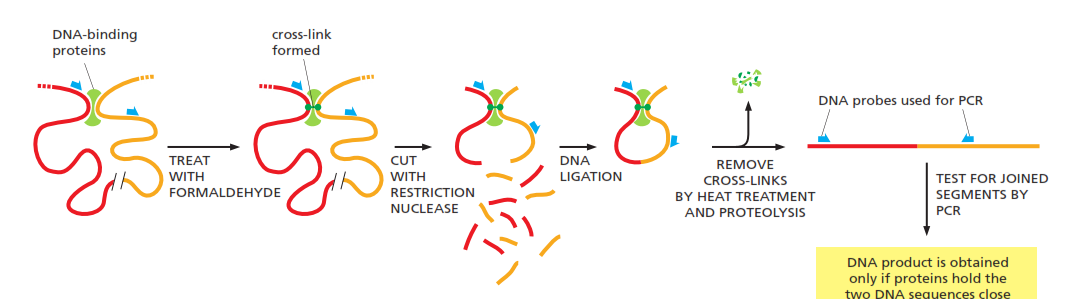 DNA-binding
proteins
cross-link
formed
TREAT
WITH
FORMALDEHYDE
CUT
WITH
RESTRICTION
NUCLEASE
DNA
LIGATION
REMOVE
CROSS-LINKS
BY HEAT TREATMENT
AND PROTEOLYSIS
DNA probes used for PCR
TEST FOR JOINED
SEGMENTS BY
PCR
DNA product is obtained
only if proteins hold the
two DNA sequences close